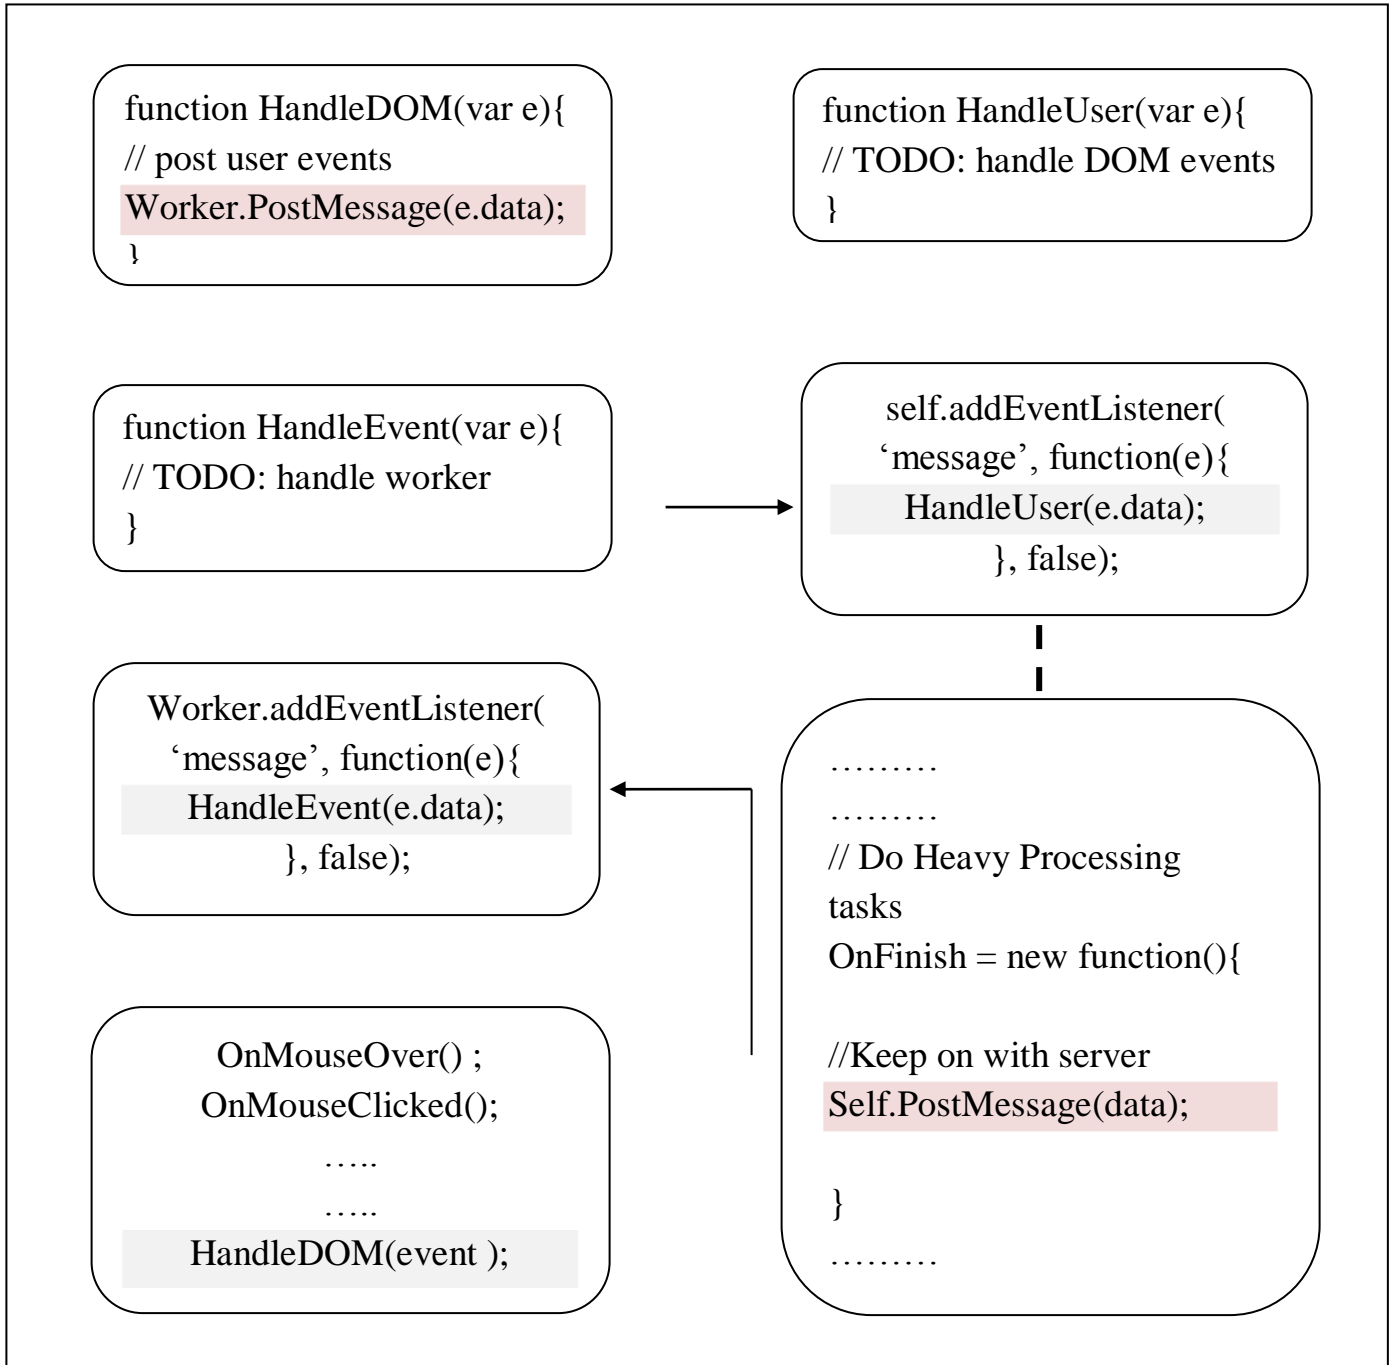 function HandleDOM(var e){
// post user events
Worker.PostMessage(e.data);
}
function HandleUser(var e){
// TODO: handle DOM events
}
function HandleEvent(var e){
// TODO: handle worker
}
self.addEventListener(
‘message’, function(e){
HandleUser(e.data);
}, false);
Worker.addEventListener(
‘message’, function(e){
HandleEvent(e.data);
}, false);
………
………
// Do Heavy Processing
tasks
OnFinish = new function(){
//Keep on with server
Self.PostMessage(data);
}
………
OnMouseOver() ;
OnMouseClicked();
…..
…..
HandleDOM(event );